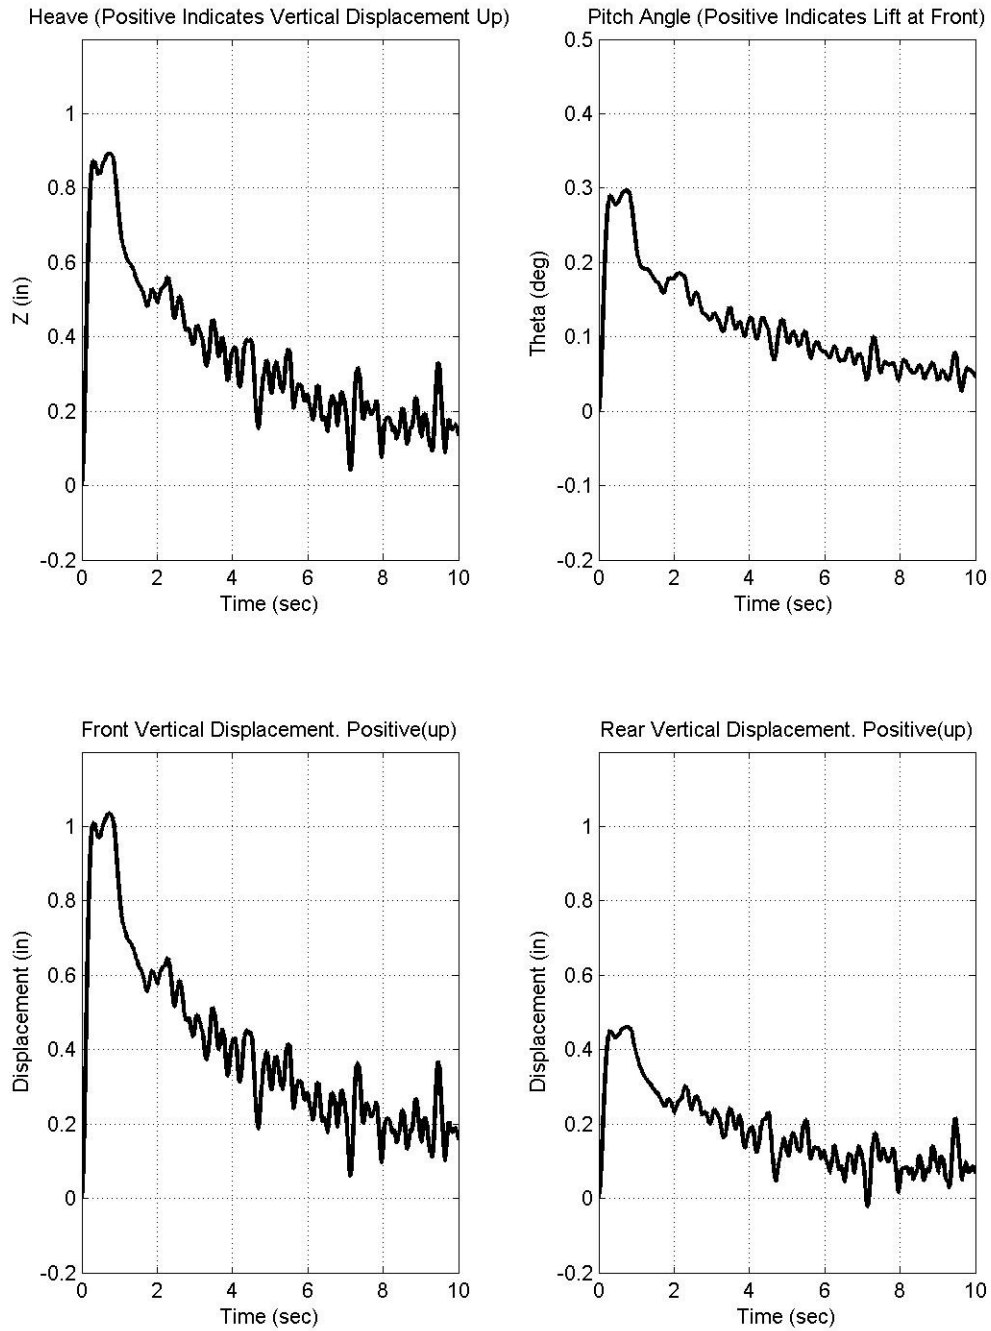 Heave (Positive Indicates Vertical Displacement Up)
1
0.8
0.6
0.4
0.2
0
-0.2
Z (in)
0 2 4 6 8 10
Time (sec)
Pitch Angle (Positive Indicates Lift at Front)
0.5
0.4
0.3
0.2
0.1
0
-0.1
-0.2
Theta (deg)
0 2 4 6 8 10
Time (sec)
Front Vertical Displacement. Positive(up)
1
0.8
0.6
0.4
0.2
0
-0.2
Displacement (in)
0 2 4 6 8 10
Time (sec)
Rear Vertical Displacement. Positive(up)
1
0.8
0.6
0.4
0.2
0
-0.2
Displacement (in)
0 2 4 6 8 10
Time (sec)